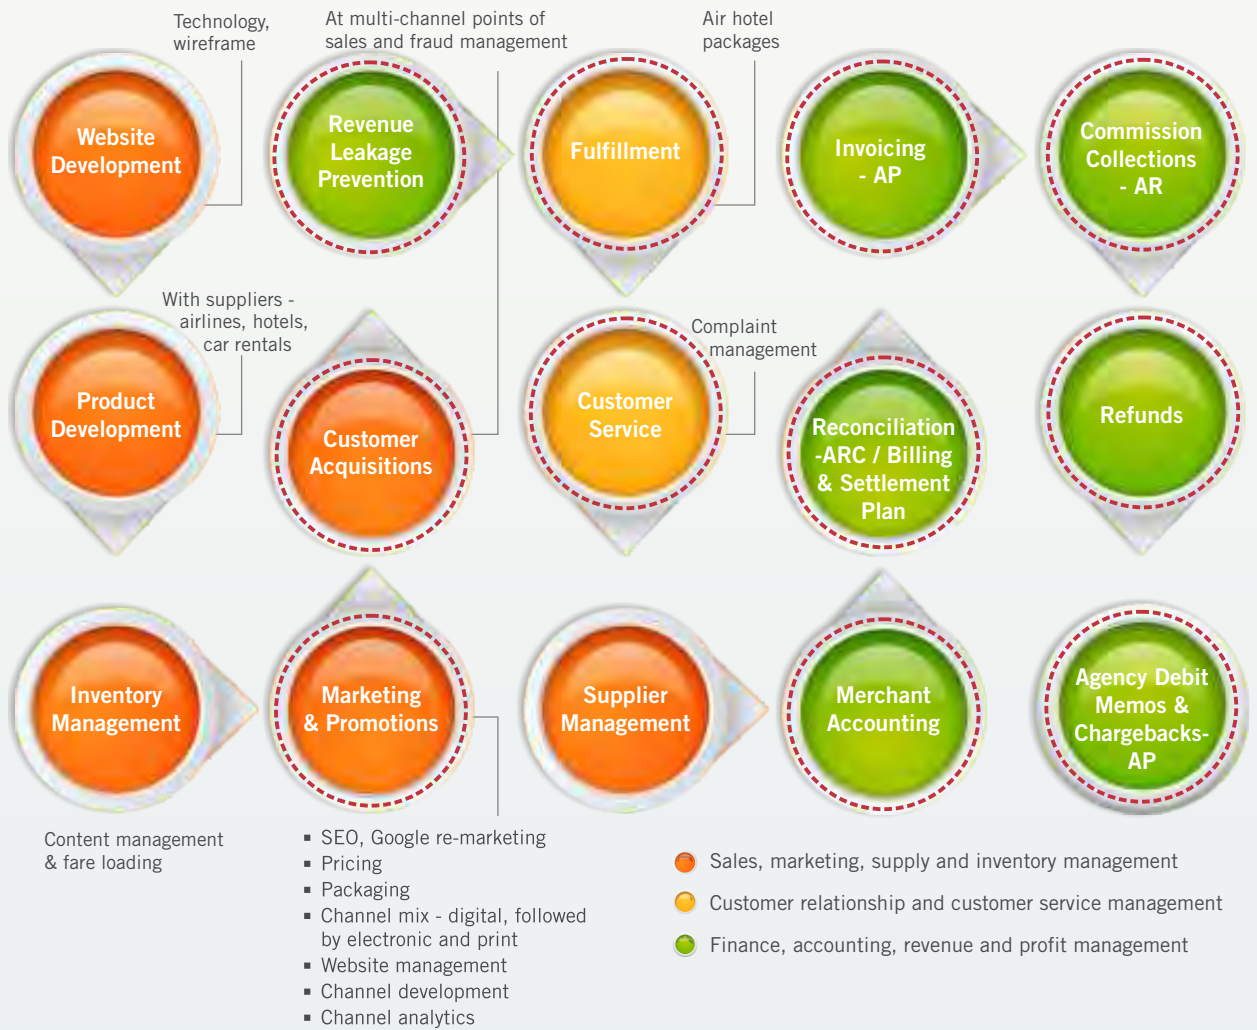 Technology,
wireframe
At multi-channel points of
sales and fraud management
Air hotel
packages
Website
Development
Revenue
Leakage
Prevention
Fulfillment
Invoicing
- AP
Commission
Collections
- AR
With suppliers -
airlines, hotels,
car rentals
Complaint
management
Product
Development
Customer
Acquisitions
Customer
Service
Reconciliation
-ARC / Billing
& Settlement
Plan
Refunds
Inventory
Management
Marketing
& Promotions
Supplier
Management
Merchant
Accounting
Agency Debit
Memos &
Chargebacks-
AP
Content management
& fare loading
▪ SEO, Google re-marketing
▪ Pricing
▪ Packaging
▪ Channel mix - digital, followed
by electronic and print
▪ Website management
▪ Channel development
▪ Channel analytics
Sales, marketing, supply and inventory management
Customer relationship and customer service management
Finance, accounting, revenue and profit management